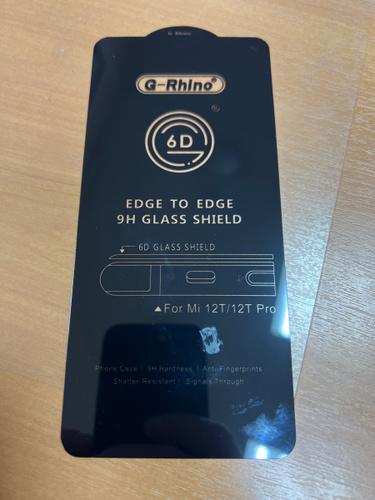 G-Rhino
G-Rhino®
6D
EDGE TO EDGE
9H GLASS SHIELD
6D GLASS SHIELD
▲For Mi 12T/12T Pro
Phone Case | 9H Hardness | Anti-Fingerprints
Shatter Resistant | Signals Through